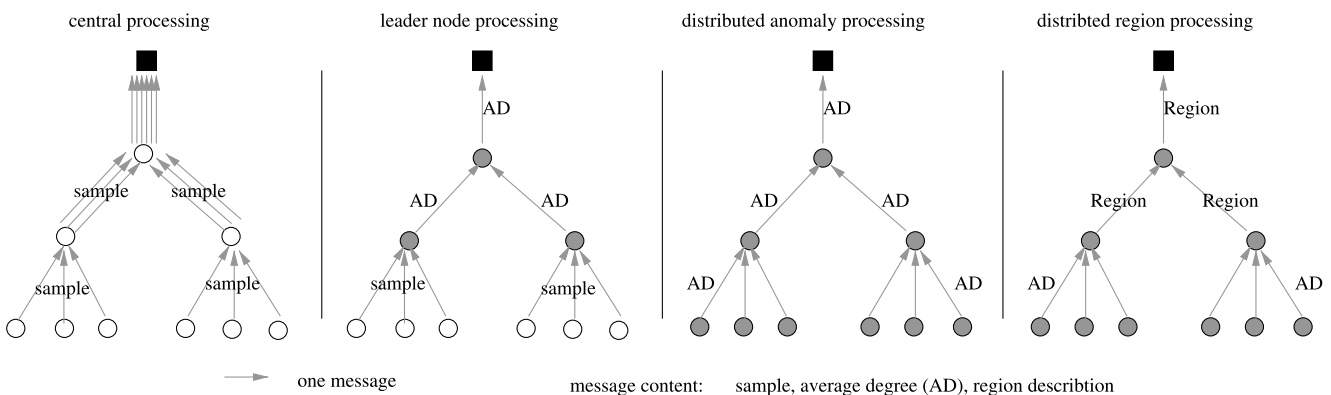 central processing
leader node processing
distributed anomaly processing
distribted region processing
AD
AD
Region
sample
sample
AD
AD
AD
AD
Region
Region
sample
sample
sample
sample
AD
AD
AD
AD
one message
message content: sample, average degree (AD), region describtion